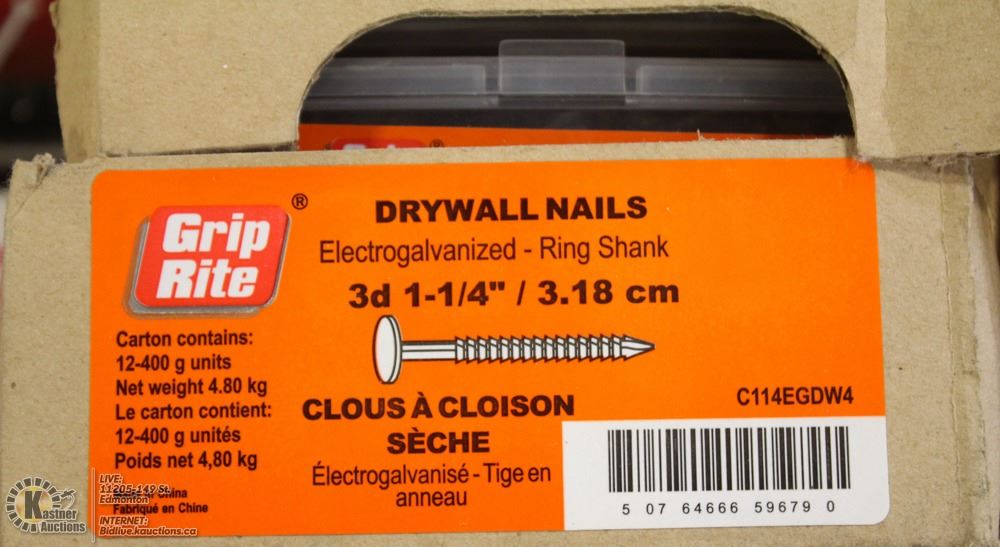 Grip
Rite
®
DRYWALL NAILS
Electrogalvanized - Ring Shank
3d 1-1/4" / 3.18 cm
Carton contains:
12-400 g units
Net weight 4.80 kg
Le carton contient:
12-400 g unités
Poids net 4,80 kg
Made in China
Fabriqué en Chine
CLOUS À CLOISON
SÈCHE
Électrogalvanisé - Tige en
anneau
C114EGDW4
5 07 64666 59679 0
Kastner
Auctions
LIVE:
11205-149 St.
Edmonton
INTERNET:
Bidlive.kauctions.ca